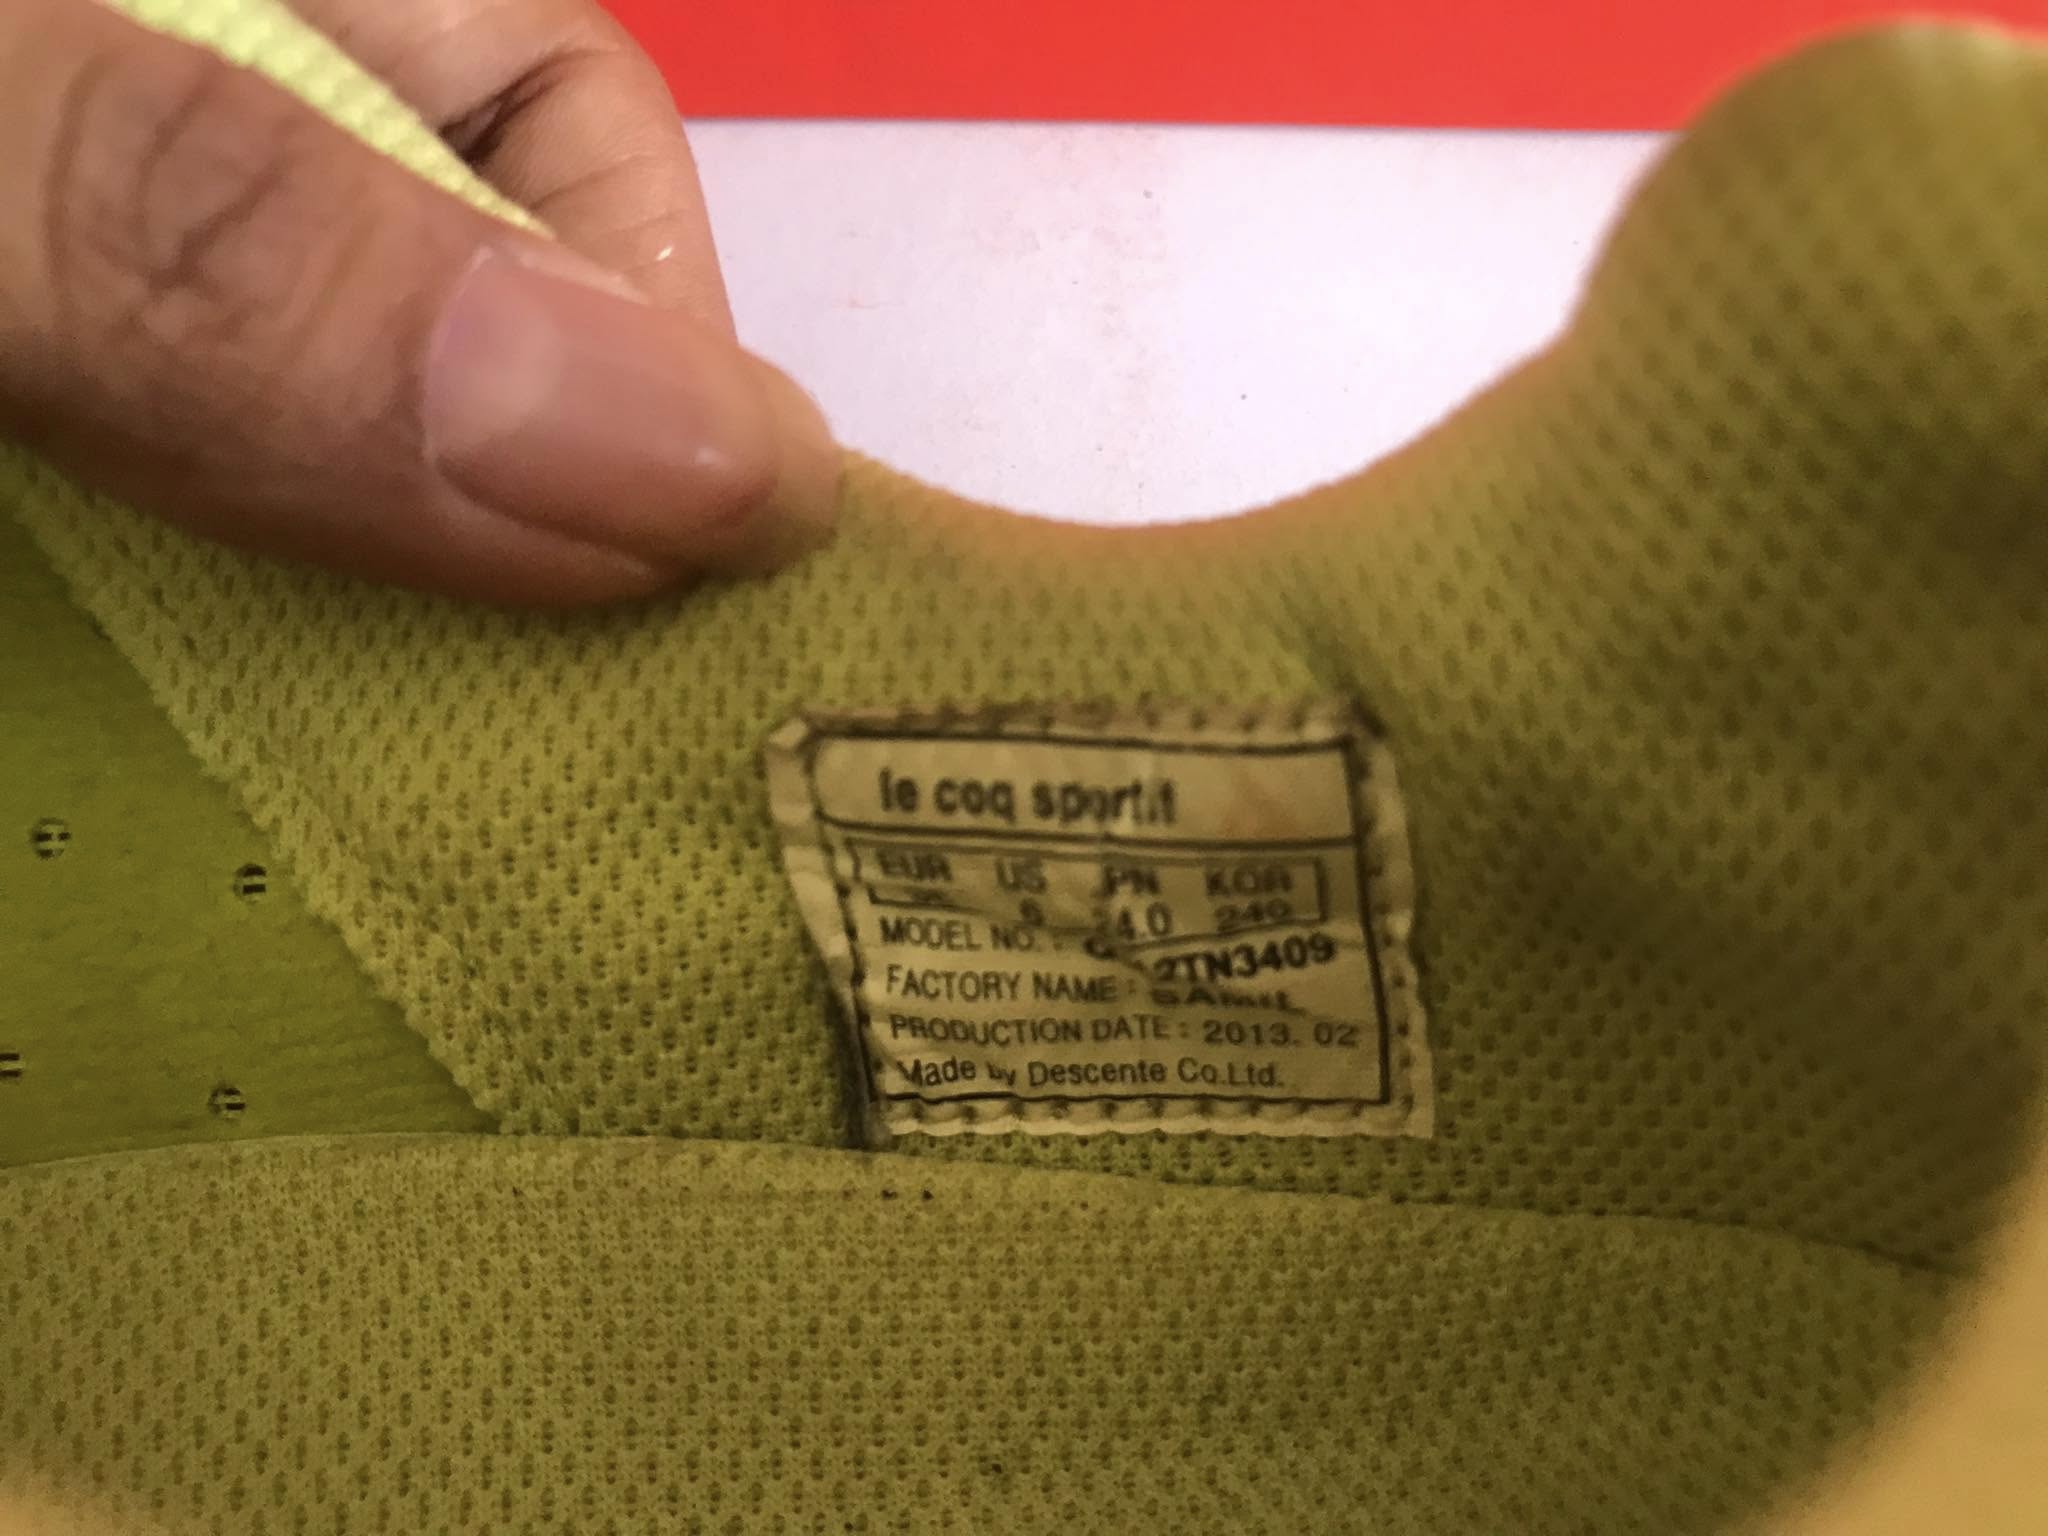 le coq sportif
EUR US JPN KOR
6 24.0 240
MODEL NO. : 2TN3409
FACTORY NAME :
PRODUCTION DATE : 2013. 02
Made by Descente Co.Ltd.